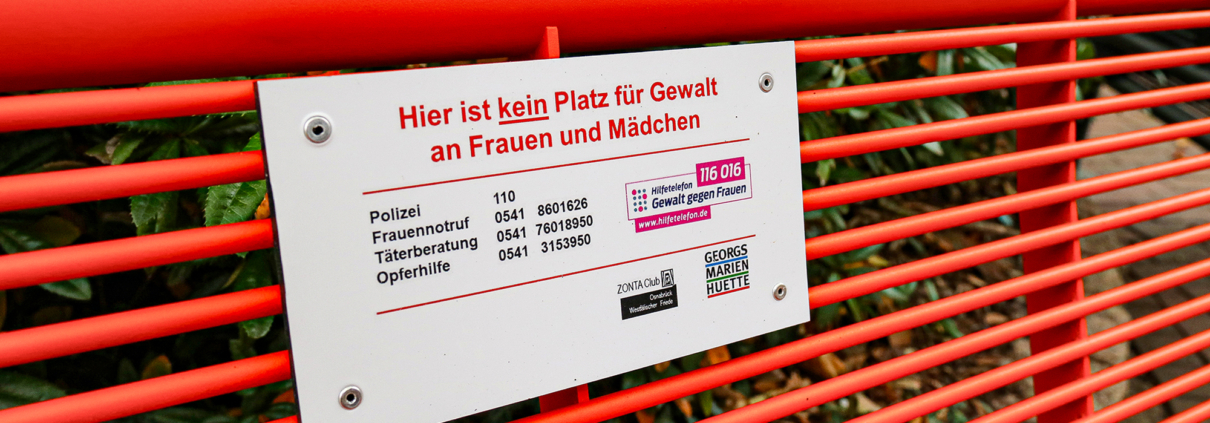 Hier ist kein Platz für Gewalt
an Frauen und Mädchen
Polizei 110
Frauennotruf 0541 8601626
Täterberatung 0541 76018950
Opferhilfe 0541 3153950
116 016
Hilfetelefon
Gewalt gegen Frauen
www.hilfetelefon.de
ZONTA Club
Osnabrück
Westfälischer Friede
GEORGS
MARIEN
HUETTE